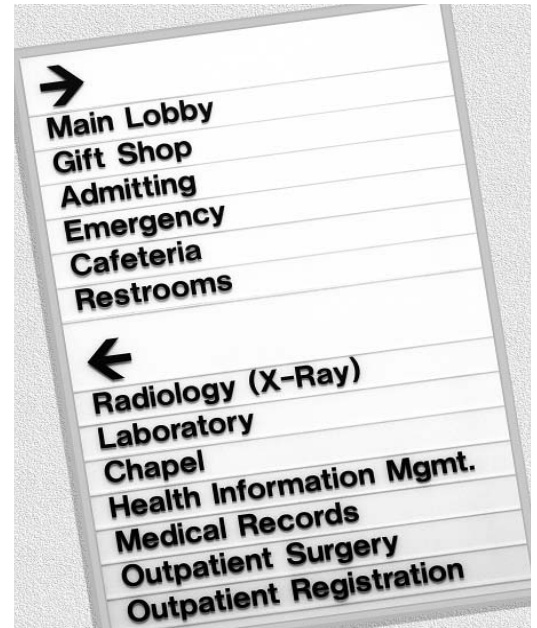 →
Main Lobby
Gift Shop
Admitting
Emergency
Cafeteria
Restrooms
←
Radiology (X-Ray)
Laboratory
Chapel
Health Information Mgmt.
Medical Records
Outpatient Surgery
Outpatient Registration